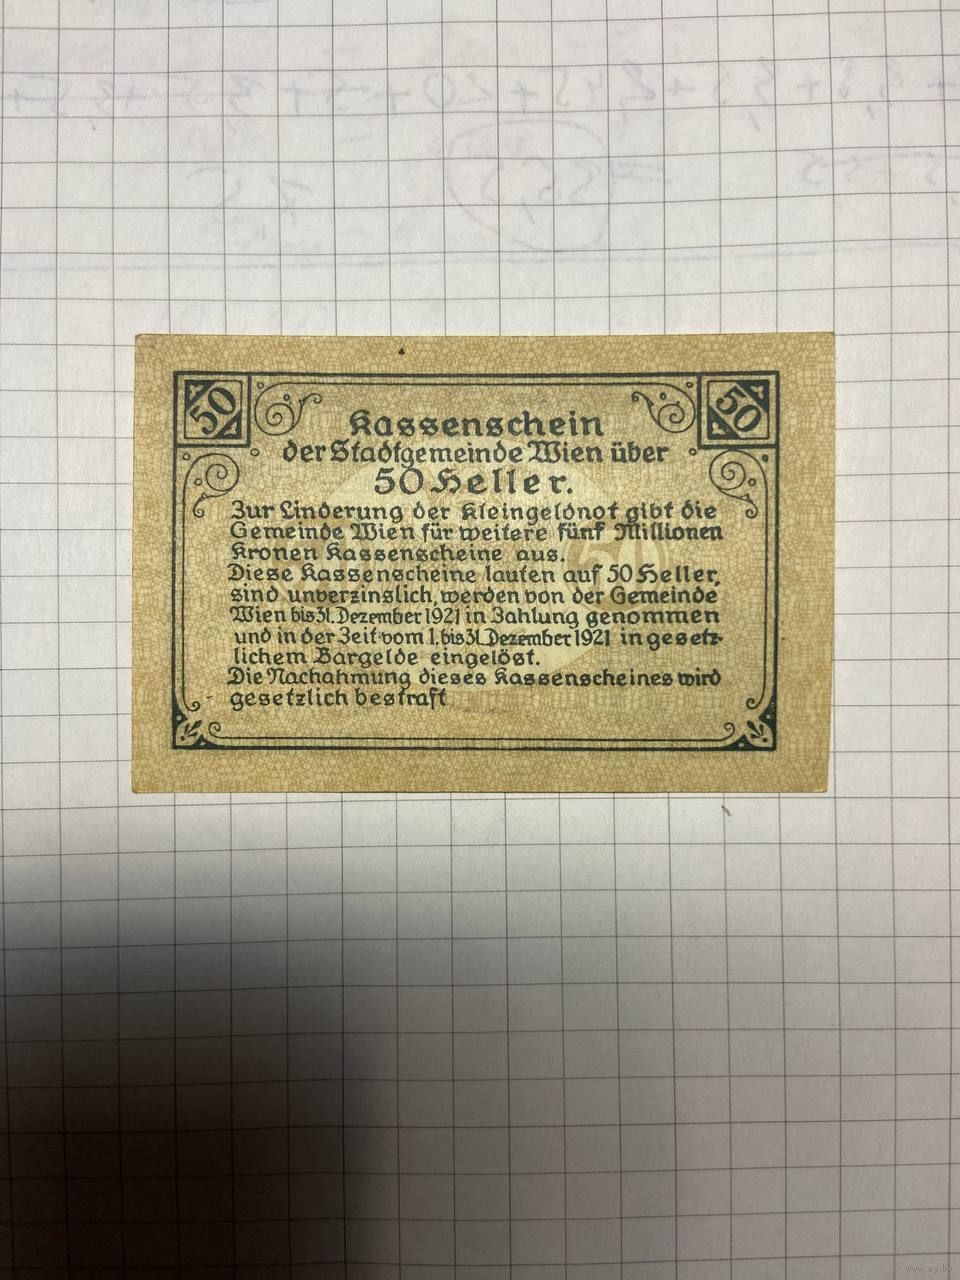 50 50
Kassenschein
der Stadtgemeinde Wien über
50 Heller.
Zur Linderung der Kleingeldnot gibt die
Gemeinde Wien für weitere fünf Millionen
Kronen Kassenscheine aus.
Diese Kassenscheine lauten auf 50 Heller,
sind unverzinslich, werden von der Gemeinde
Wien bis 31. Dezember 1921 in Zahlung genommen
und in der Zeit vom 1. bis 31. Dezember 1921 in gesetz-
lichem Bargelde eingelöst.
Die Nachahmung dieses Kassenscheines wird
gesetzlich bestraft
www.ay.by